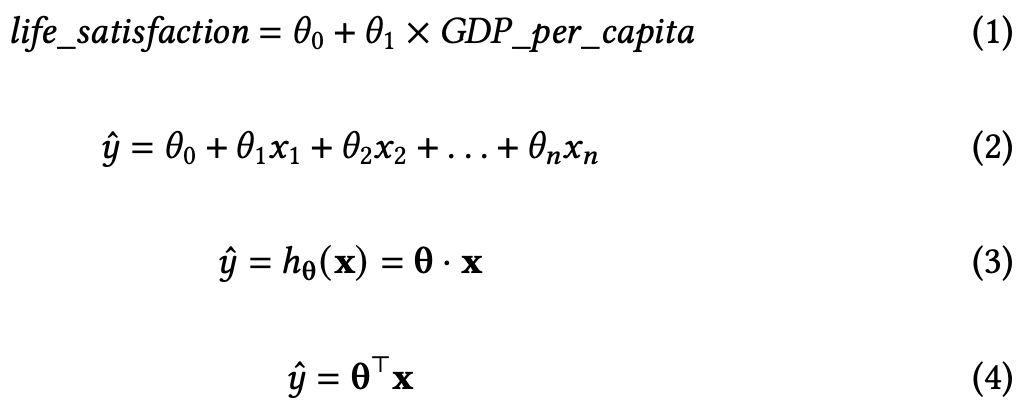 life_satisfaction = θ₀ + θ₁ × GDP_per_capita (1)
ŷ = θ₀ + θ₁x₁ + θ₂x₂ + . . . + θₙxₙ (2)
ŷ = h_θ(𝐱) = 𝛉 · 𝐱 (3)
ŷ = 𝛉⊤𝐱 (4)